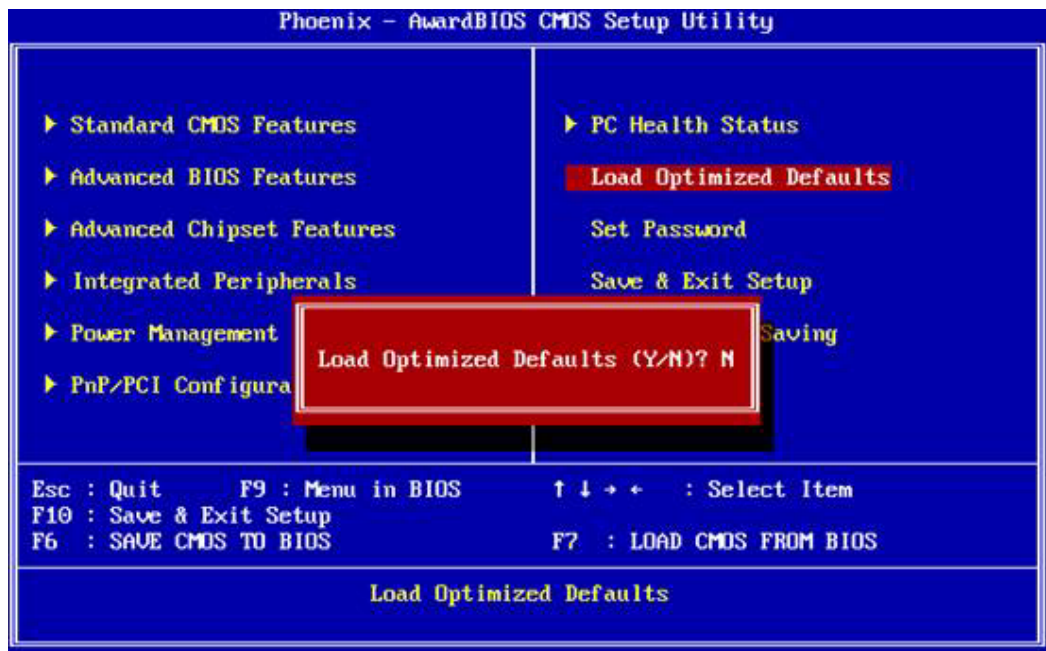 Phoenix - AwardBIOS CMOS Setup Utility
Standard CMOS Features
Advanced BIOS Features
Advanced Chipset Features
Integrated Peripherals
Power Management
PnP/PCI Configura
PC Health Status
Load Optimized Defaults
Set Password
Save & Exit Setup
Saving
Load Optimized Defaults (Y/N)? N
Esc : Quit F9 : Menu in BIOS ↑ ↓ → ← : Select Item
F10 : Save & Exit Setup
F6 : SAVE CMOS TO BIOS F7 : LOAD CMOS FROM BIOS
Load Optimized Defaults